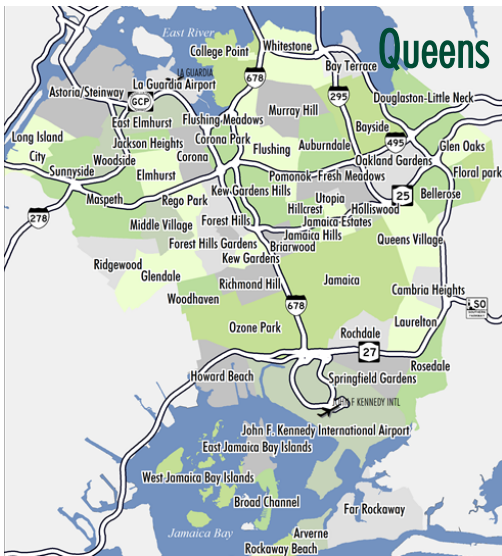 East River
Whitestone
College Point
Queens
Bay Terrace
LA GUARDIA
La Guardia Airport
678
Astoria/Steinway
GCP
295
Douglaston-Little Neck
Murray Hill
East Elmhurst
Flushing Meadows
Bayside
Long Island
City
Jackson Heights
Corona Park
Auburndale
495
Glen Oaks
Woodside
Corona
Flushing
Oakland Gardens
Sunnyside
Elmhurst
Pomonok
Fresh Meadows
Floral park
Maspeth
Rego Park
Kew Gardens Hills
Utopia
25
Bellerose
278
Hillcrest
Holliswood
Middle Village
Forest Hills
Jamaica Estates
Jamaica Hills
Forest Hills Gardens
Briarwood
Queens Village
Ridgewood
Kew Gardens
Glendale
Richmond Hill
Jamaica
Cambria Heights
Woodhaven
678
SO
Ozone Park
Laurelton
Rochdale
27
Rosedale
Howard Beach
Springfield Gardens
JOHN F KENNEDY INTL
John F. Kennedy International Airport
East Jamaica Bay Islands
West Jamaica Bay Islands
Broad Channel
Far Rockaway
Jamaica Bay
Arverne
Rockaway Beach